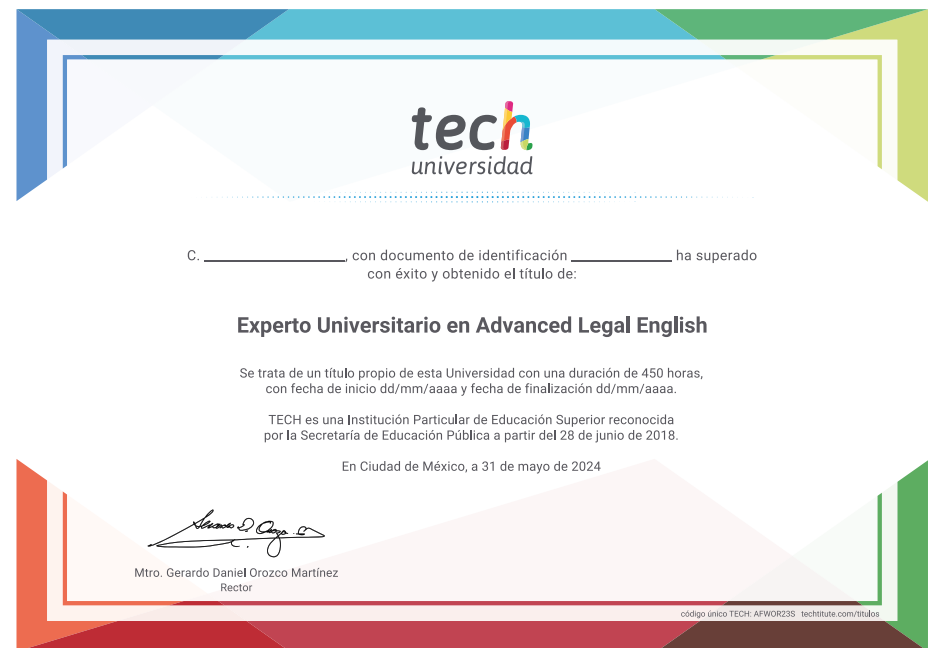 tech
universidad
C. ____________________, con documento de identificación ______________ ha superado
con éxito y obtenido el título de:
Experto Universitario en Advanced Legal English
Se trata de un título propio de esta Universidad con una duración de 450 horas,
con fecha de inicio dd/mm/aaaa y fecha de finalización dd/mm/aaaa.
TECH es una Institución Particular de Educación Superior reconocida
por la Secretaría de Educación Pública a partir del 28 de junio de 2018.
En Ciudad de México, a 31 de mayo de 2024
Mtro. Gerardo Daniel Orozco Martínez
Rector
código único TECH: AFWOR23S techtitute.com/titulos